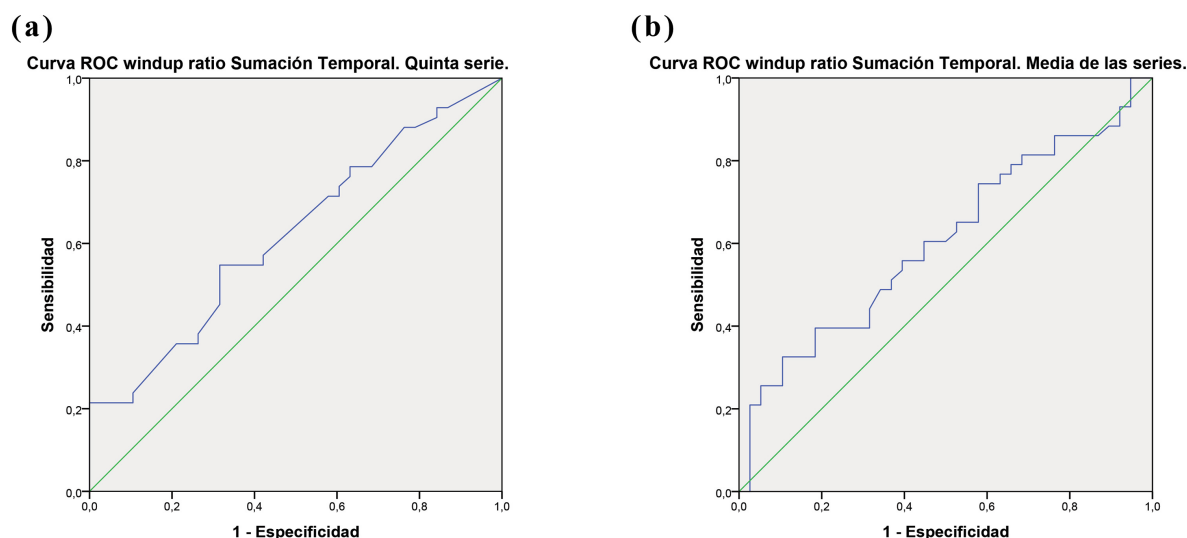 (a)
Curva ROC windup ratio Sumación Temporal. Quinta serie.
1,0
0,8
0,6
0,4
0,2
0,0
Sensibilidad
0,0 0,2 0,4 0,6 0,8 1,0
1 - Especificidad
(b)
Curva ROC windup ratio Sumación Temporal. Media de las series.
1,0
0,8
0,6
0,4
0,2
0,0
Sensibilidad
0,0 0,2 0,4 0,6 0,8 1,0
1 - Especificidad